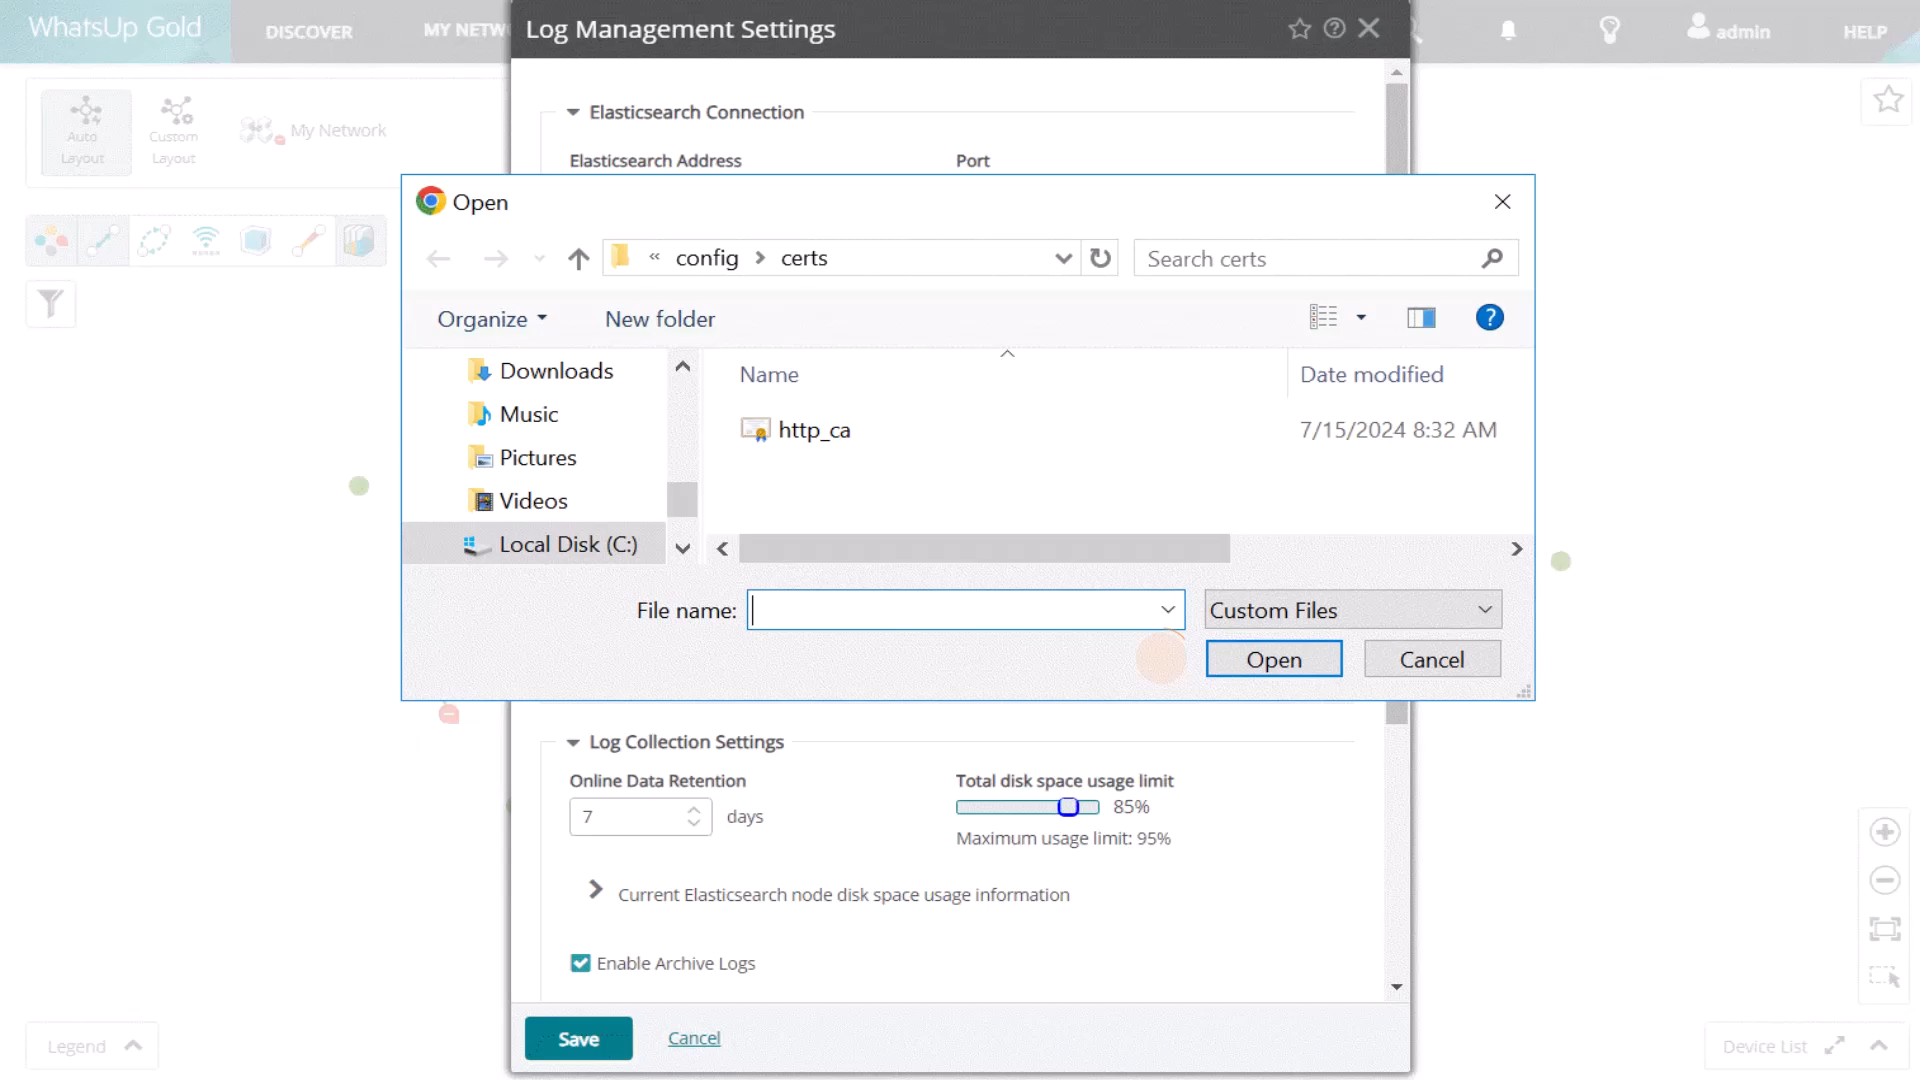 WhatsUp Gold
DISCOVER
MY NETW
Log Management Settings
admin
HELP
Auto
Layout
Custom
Layout
My Network
Elasticsearch Connection
Elasticsearch Address
Port
Open
« config > certs
Search certs
Organize
New folder
Downloads
Music
Pictures
Videos
Local Disk (C:)
Name
Date modified
http_ca
7/15/2024 8:32 AM
File name:
Custom Files
Open
Cancel
Log Collection Settings
Online Data Retention
7
days
Total disk space usage limit
85%
Maximum usage limit: 95%
Current Elasticsearch node disk space usage information
Enable Archive Logs
Save
Cancel
Legend
Device List